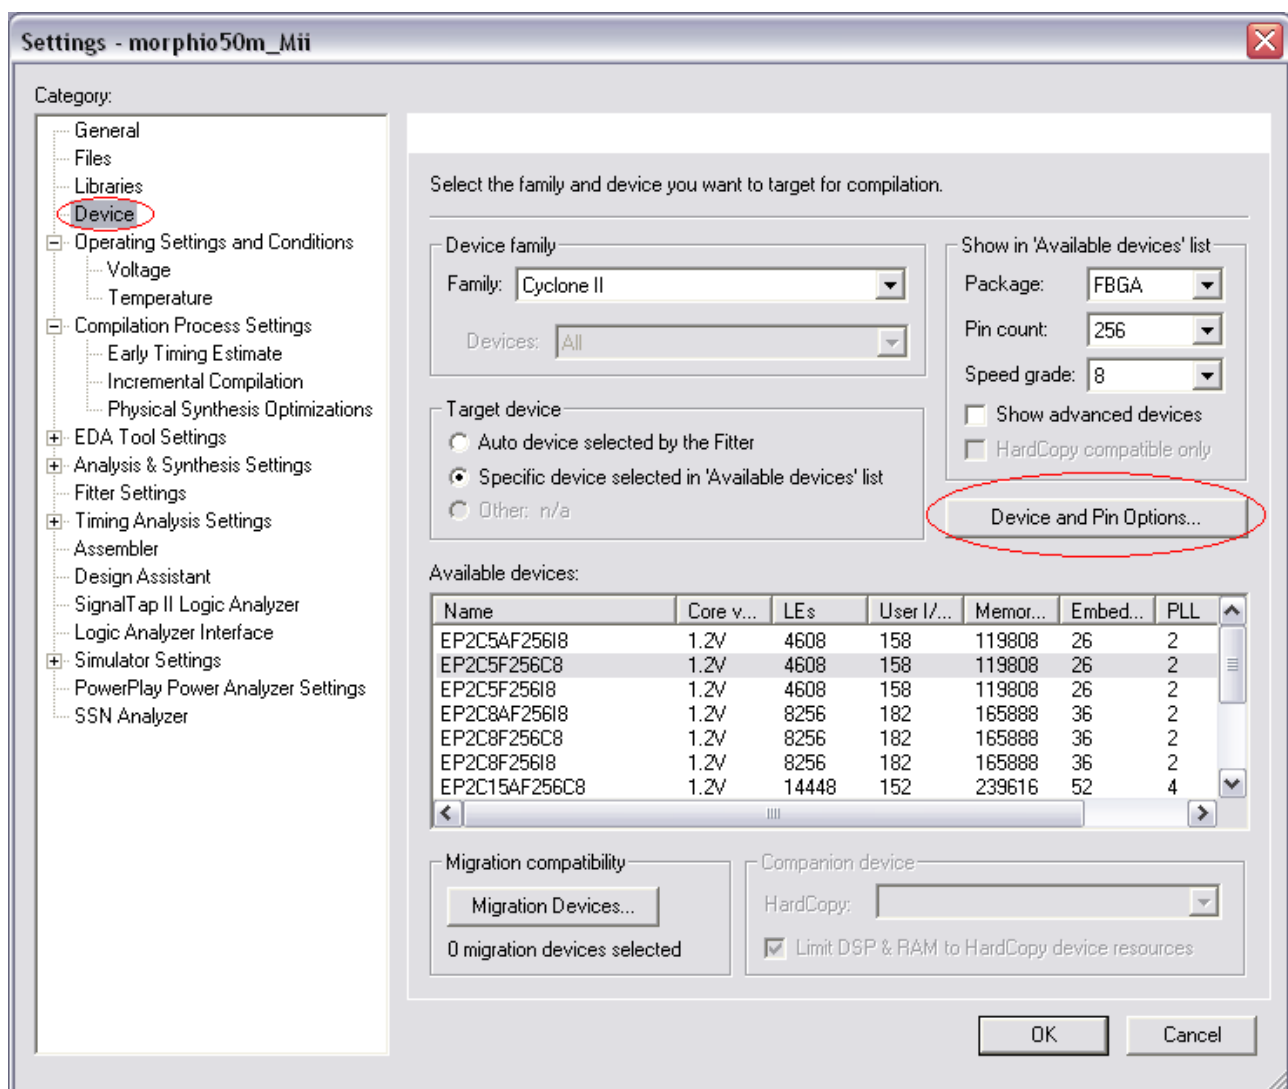 Settings - morphio50m_Mii
Category:
General
Files
Libraries
Device
Operating Settings and Conditions
Voltage
Temperature
Compilation Process Settings
Early Timing Estimate
Incremental Compilation
Physical Synthesis Optimizations
EDA Tool Settings
Analysis & Synthesis Settings
Fitter Settings
Timing Analysis Settings
Assembler
Design Assistant
SignalTap II Logic Analyzer
Logic Analyzer Interface
Simulator Settings
PowerPlay Power Analyzer Settings
SSN Analyzer
Select the family and device you want to target for compilation.
Device family
Family: Cyclone II
Devices: All
Show in 'Available devices' list
Package: FBGA
Pin count: 256
Speed grade: 8
Show advanced devices
HardCopy compatible only
Target device
Auto device selected by the Fitter
Specific device selected in 'Available devices' list
Other: n/a
Device and Pin Options...
Available devices:
Name Core v... LEs User I/... Memor... Embed... PLL
EP2C5AF256I8 1.2V 4608 158 119808 26 2
EP2C5F256C8 1.2V 4608 158 119808 26 2
EP2C5F256I8 1.2V 4608 158 119808 26 2
EP2C8AF256I8 1.2V 8256 182 165888 36 2
EP2C8F256C8 1.2V 8256 182 165888 36 2
EP2C8F256I8 1.2V 8256 182 165888 36 2
EP2C15AF256C8 1.2V 14448 152 239616 52 4
Migration compatibility
Migration Devices...
0 migration devices selected
Companion device
HardCopy:
Limit DSP & RAM to HardCopy device resources
OK Cancel